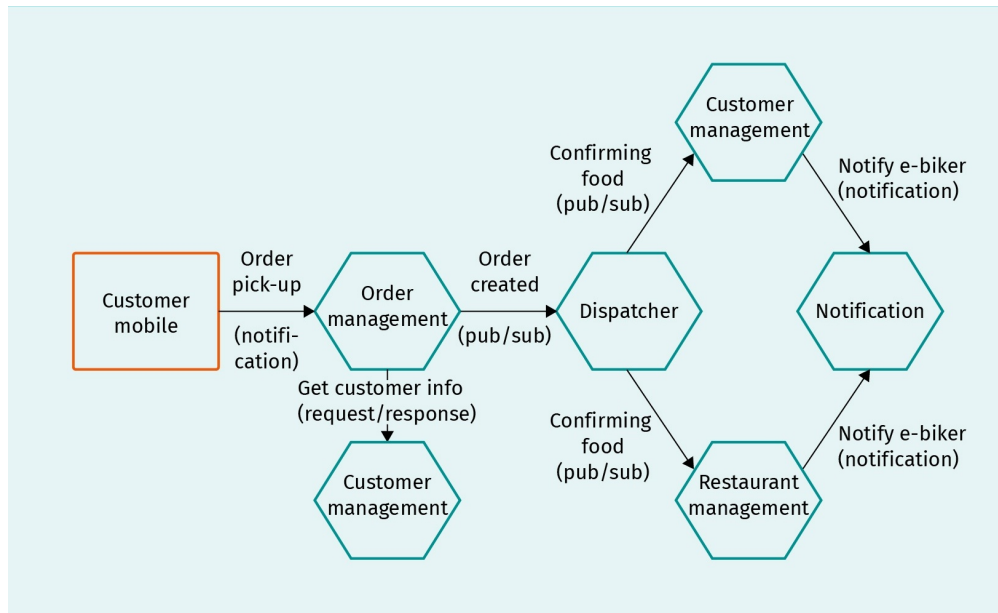 Customer
mobile
Order
pick-up
(notifi-
cation)
Order
management
Get customer info
(request/response)
Customer
management
Order
created
(pub/sub)
Dispatcher
Confirming
food
(pub/sub)
Customer
management
Notify e-biker
(notification)
Notification
Confirming
food
(pub/sub)
Restaurant
management
Notify e-biker
(notification)